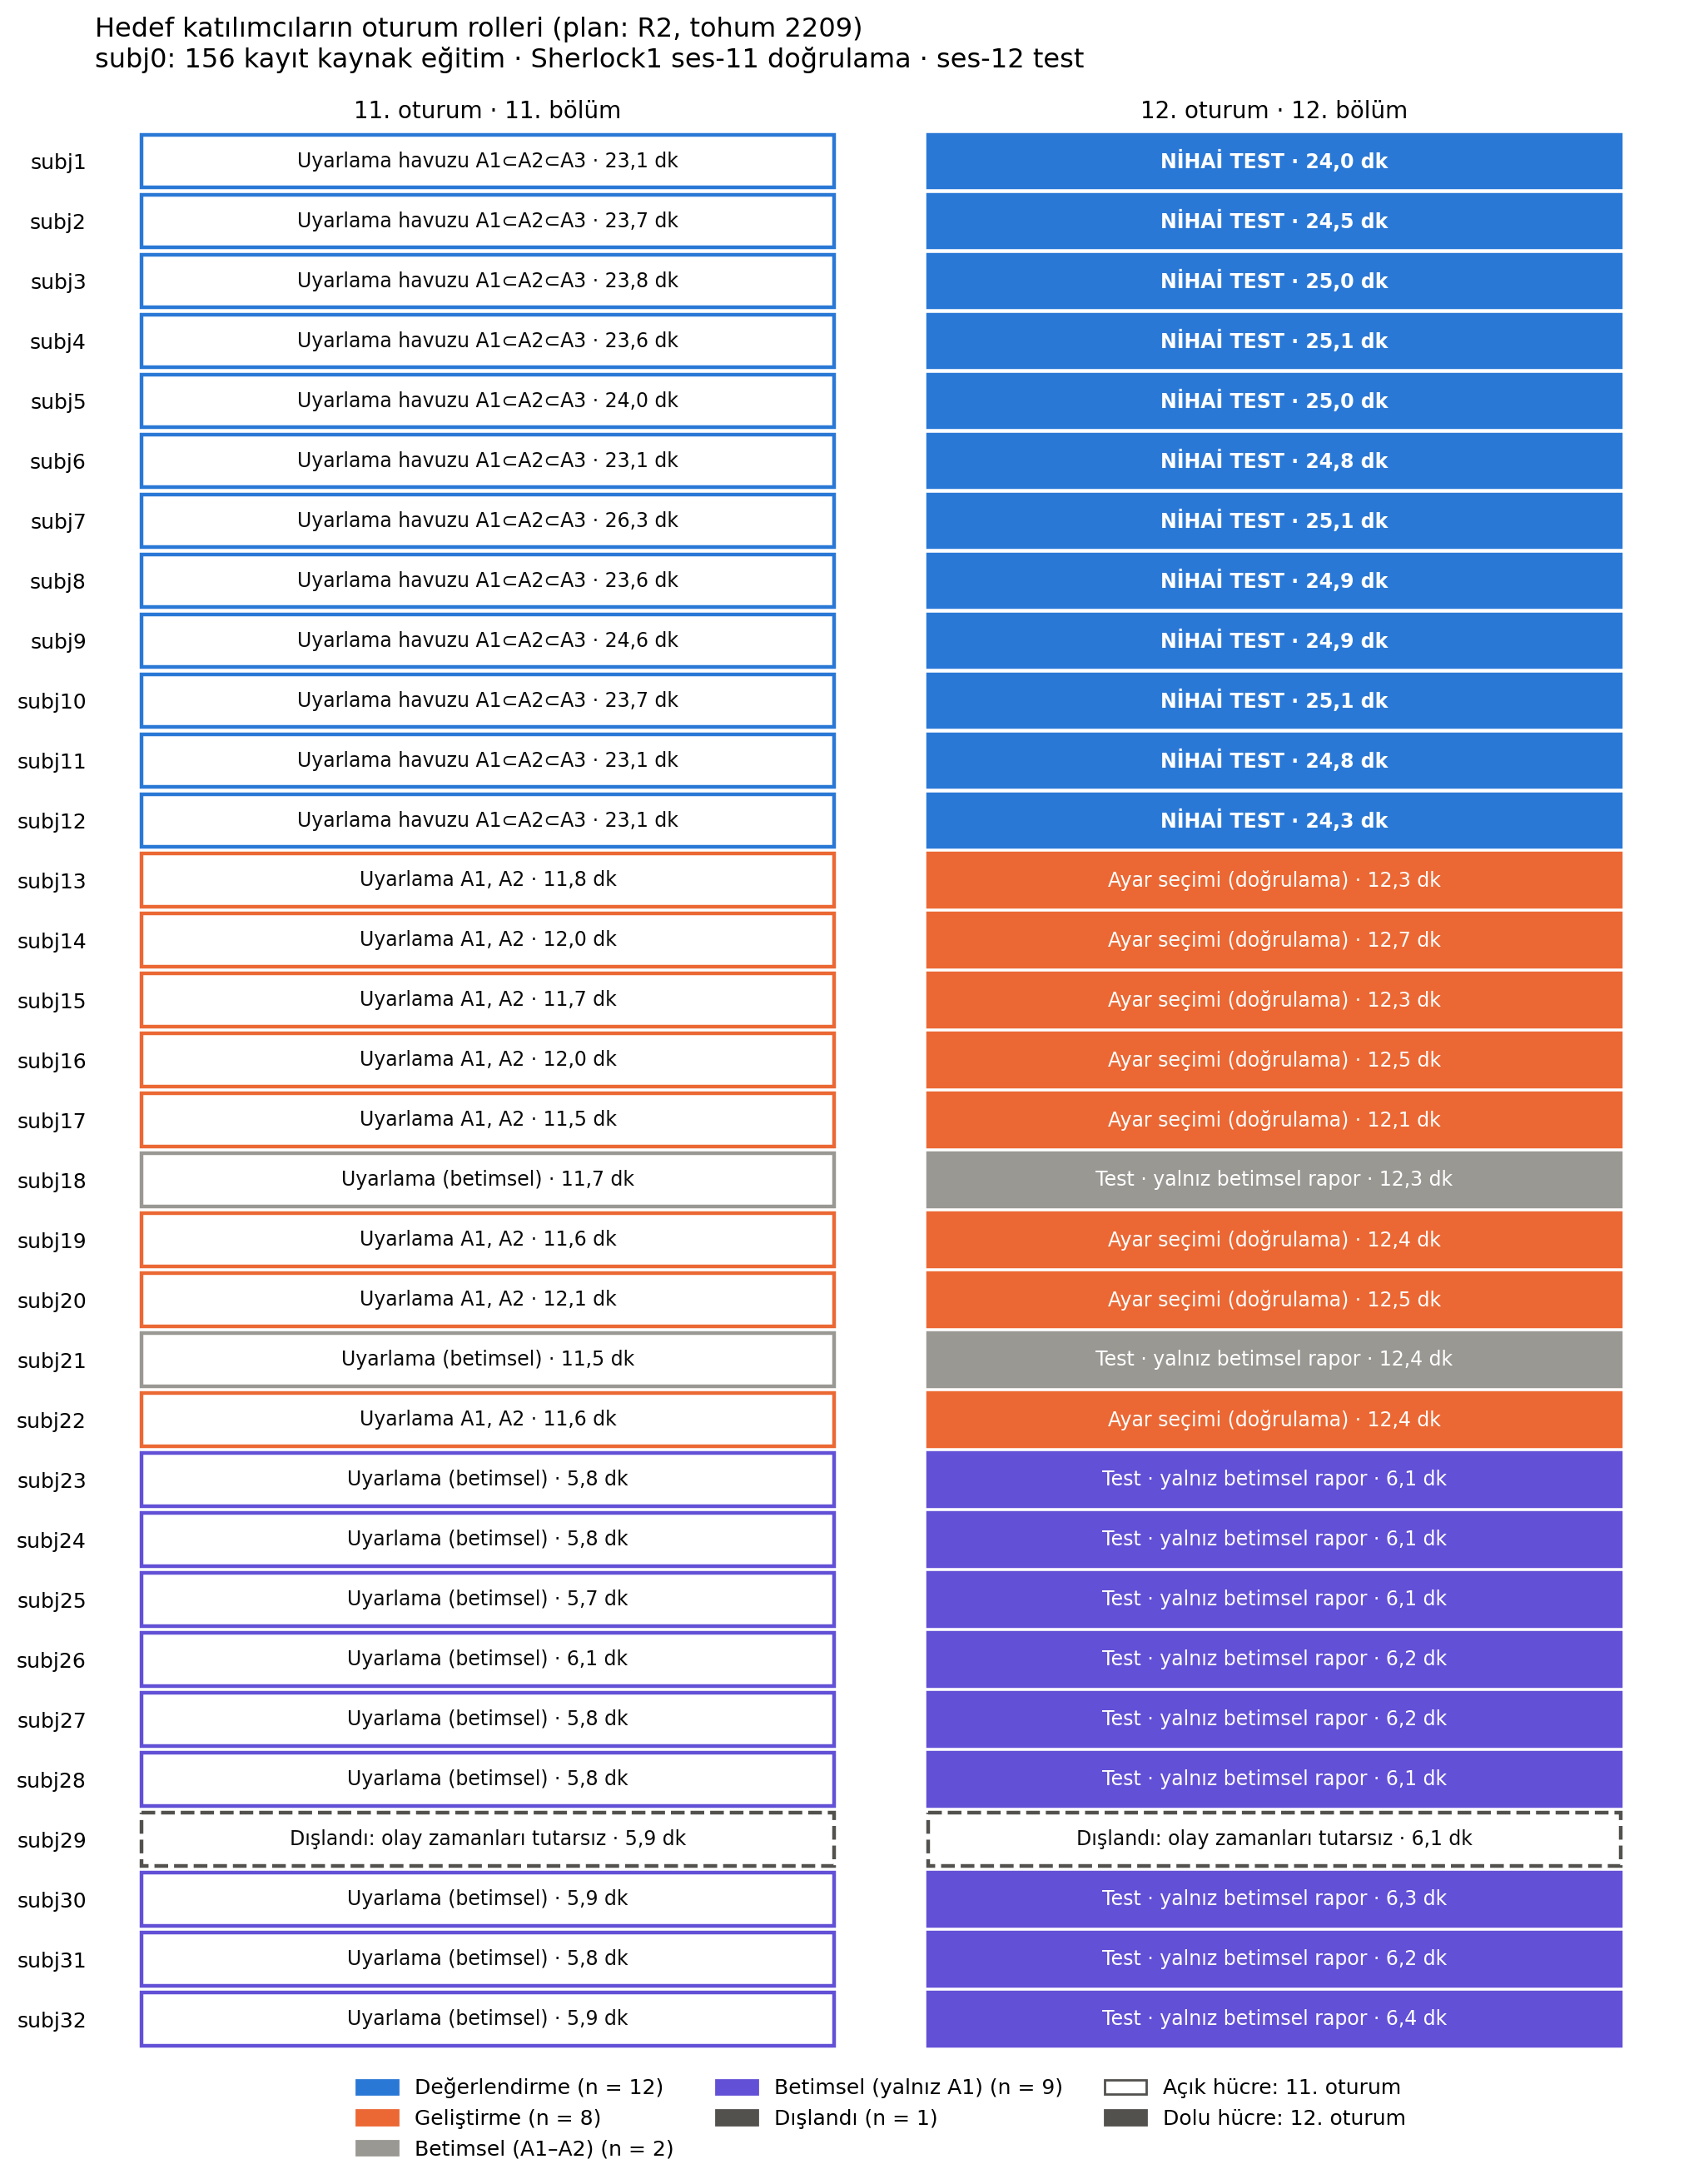 Hedef katılımcıların oturum rolleri (plan: R2, tohum 2209)
subj0: 156 kayıt kaynak eğitim · Sherlock1 ses-11 doğrulama · ses-12 test
11. oturum · 11. bölüm 12. oturum · 12. bölüm
subj1 Uyarlama havuzu A1⊂A2⊂A3 · 23,1 dk NİHAİ TEST · 24,0 dk
subj2 Uyarlama havuzu A1⊂A2⊂A3 · 23,7 dk NİHAİ TEST · 24,5 dk
subj3 Uyarlama havuzu A1⊂A2⊂A3 · 23,8 dk NİHAİ TEST · 25,0 dk
subj4 Uyarlama havuzu A1⊂A2⊂A3 · 23,6 dk NİHAİ TEST · 25,1 dk
subj5 Uyarlama havuzu A1⊂A2⊂A3 · 24,0 dk NİHAİ TEST · 25,0 dk
subj6 Uyarlama havuzu A1⊂A2⊂A3 · 23,1 dk NİHAİ TEST · 24,8 dk
subj7 Uyarlama havuzu A1⊂A2⊂A3 · 26,3 dk NİHAİ TEST · 25,1 dk
subj8 Uyarlama havuzu A1⊂A2⊂A3 · 23,6 dk NİHAİ TEST · 24,9 dk
subj9 Uyarlama havuzu A1⊂A2⊂A3 · 24,6 dk NİHAİ TEST · 24,9 dk
subj10 Uyarlama havuzu A1⊂A2⊂A3 · 23,7 dk NİHAİ TEST · 25,1 dk
subj11 Uyarlama havuzu A1⊂A2⊂A3 · 23,1 dk NİHAİ TEST · 24,8 dk
subj12 Uyarlama havuzu A1⊂A2⊂A3 · 23,1 dk NİHAİ TEST · 24,3 dk
subj13 Uyarlama A1, A2 · 11,8 dk Ayar seçimi (doğrulama) · 12,3 dk
subj14 Uyarlama A1, A2 · 12,0 dk Ayar seçimi (doğrulama) · 12,7 dk
subj15 Uyarlama A1, A2 · 11,7 dk Ayar seçimi (doğrulama) · 12,3 dk
subj16 Uyarlama A1, A2 · 12,0 dk Ayar seçimi (doğrulama) · 12,5 dk
subj17 Uyarlama A1, A2 · 11,5 dk Ayar seçimi (doğrulama) · 12,1 dk
subj18 Uyarlama (betimsel) · 11,7 dk Test · yalnız betimsel rapor · 12,3 dk
subj19 Uyarlama A1, A2 · 11,6 dk Ayar seçimi (doğrulama) · 12,4 dk
subj20 Uyarlama A1, A2 · 12,1 dk Ayar seçimi (doğrulama) · 12,5 dk
subj21 Uyarlama (betimsel) · 11,5 dk Test · yalnız betimsel rapor · 12,4 dk
subj22 Uyarlama A1, A2 · 11,6 dk Ayar seçimi (doğrulama) · 12,4 dk
subj23 Uyarlama (betimsel) · 5,8 dk Test · yalnız betimsel rapor · 6,1 dk
subj24 Uyarlama (betimsel) · 5,8 dk Test · yalnız betimsel rapor · 6,1 dk
subj25 Uyarlama (betimsel) · 5,7 dk Test · yalnız betimsel rapor · 6,1 dk
subj26 Uyarlama (betimsel) · 6,1 dk Test · yalnız betimsel rapor · 6,2 dk
subj27 Uyarlama (betimsel) · 5,8 dk Test · yalnız betimsel rapor · 6,2 dk
subj28 Uyarlama (betimsel) · 5,8 dk Test · yalnız betimsel rapor · 6,1 dk
subj29 Dışlandı: olay zamanları tutarsız · 5,9 dk Dışlandı: olay zamanları tutarsız · 6,1 dk
subj30 Uyarlama (betimsel) · 5,9 dk Test · yalnız betimsel rapor · 6,3 dk
subj31 Uyarlama (betimsel) · 5,8 dk Test · yalnız betimsel rapor · 6,2 dk
subj32 Uyarlama (betimsel) · 5,9 dk Test · yalnız betimsel rapor · 6,4 dk
Değerlendirme (n = 12) Betimsel (yalnız A1) (n = 9) Açık hücre: 11. oturum
Geliştirme (n = 8) Dışlandı (n = 1) Dolu hücre: 12. oturum
Betimsel (A1–A2) (n = 2)